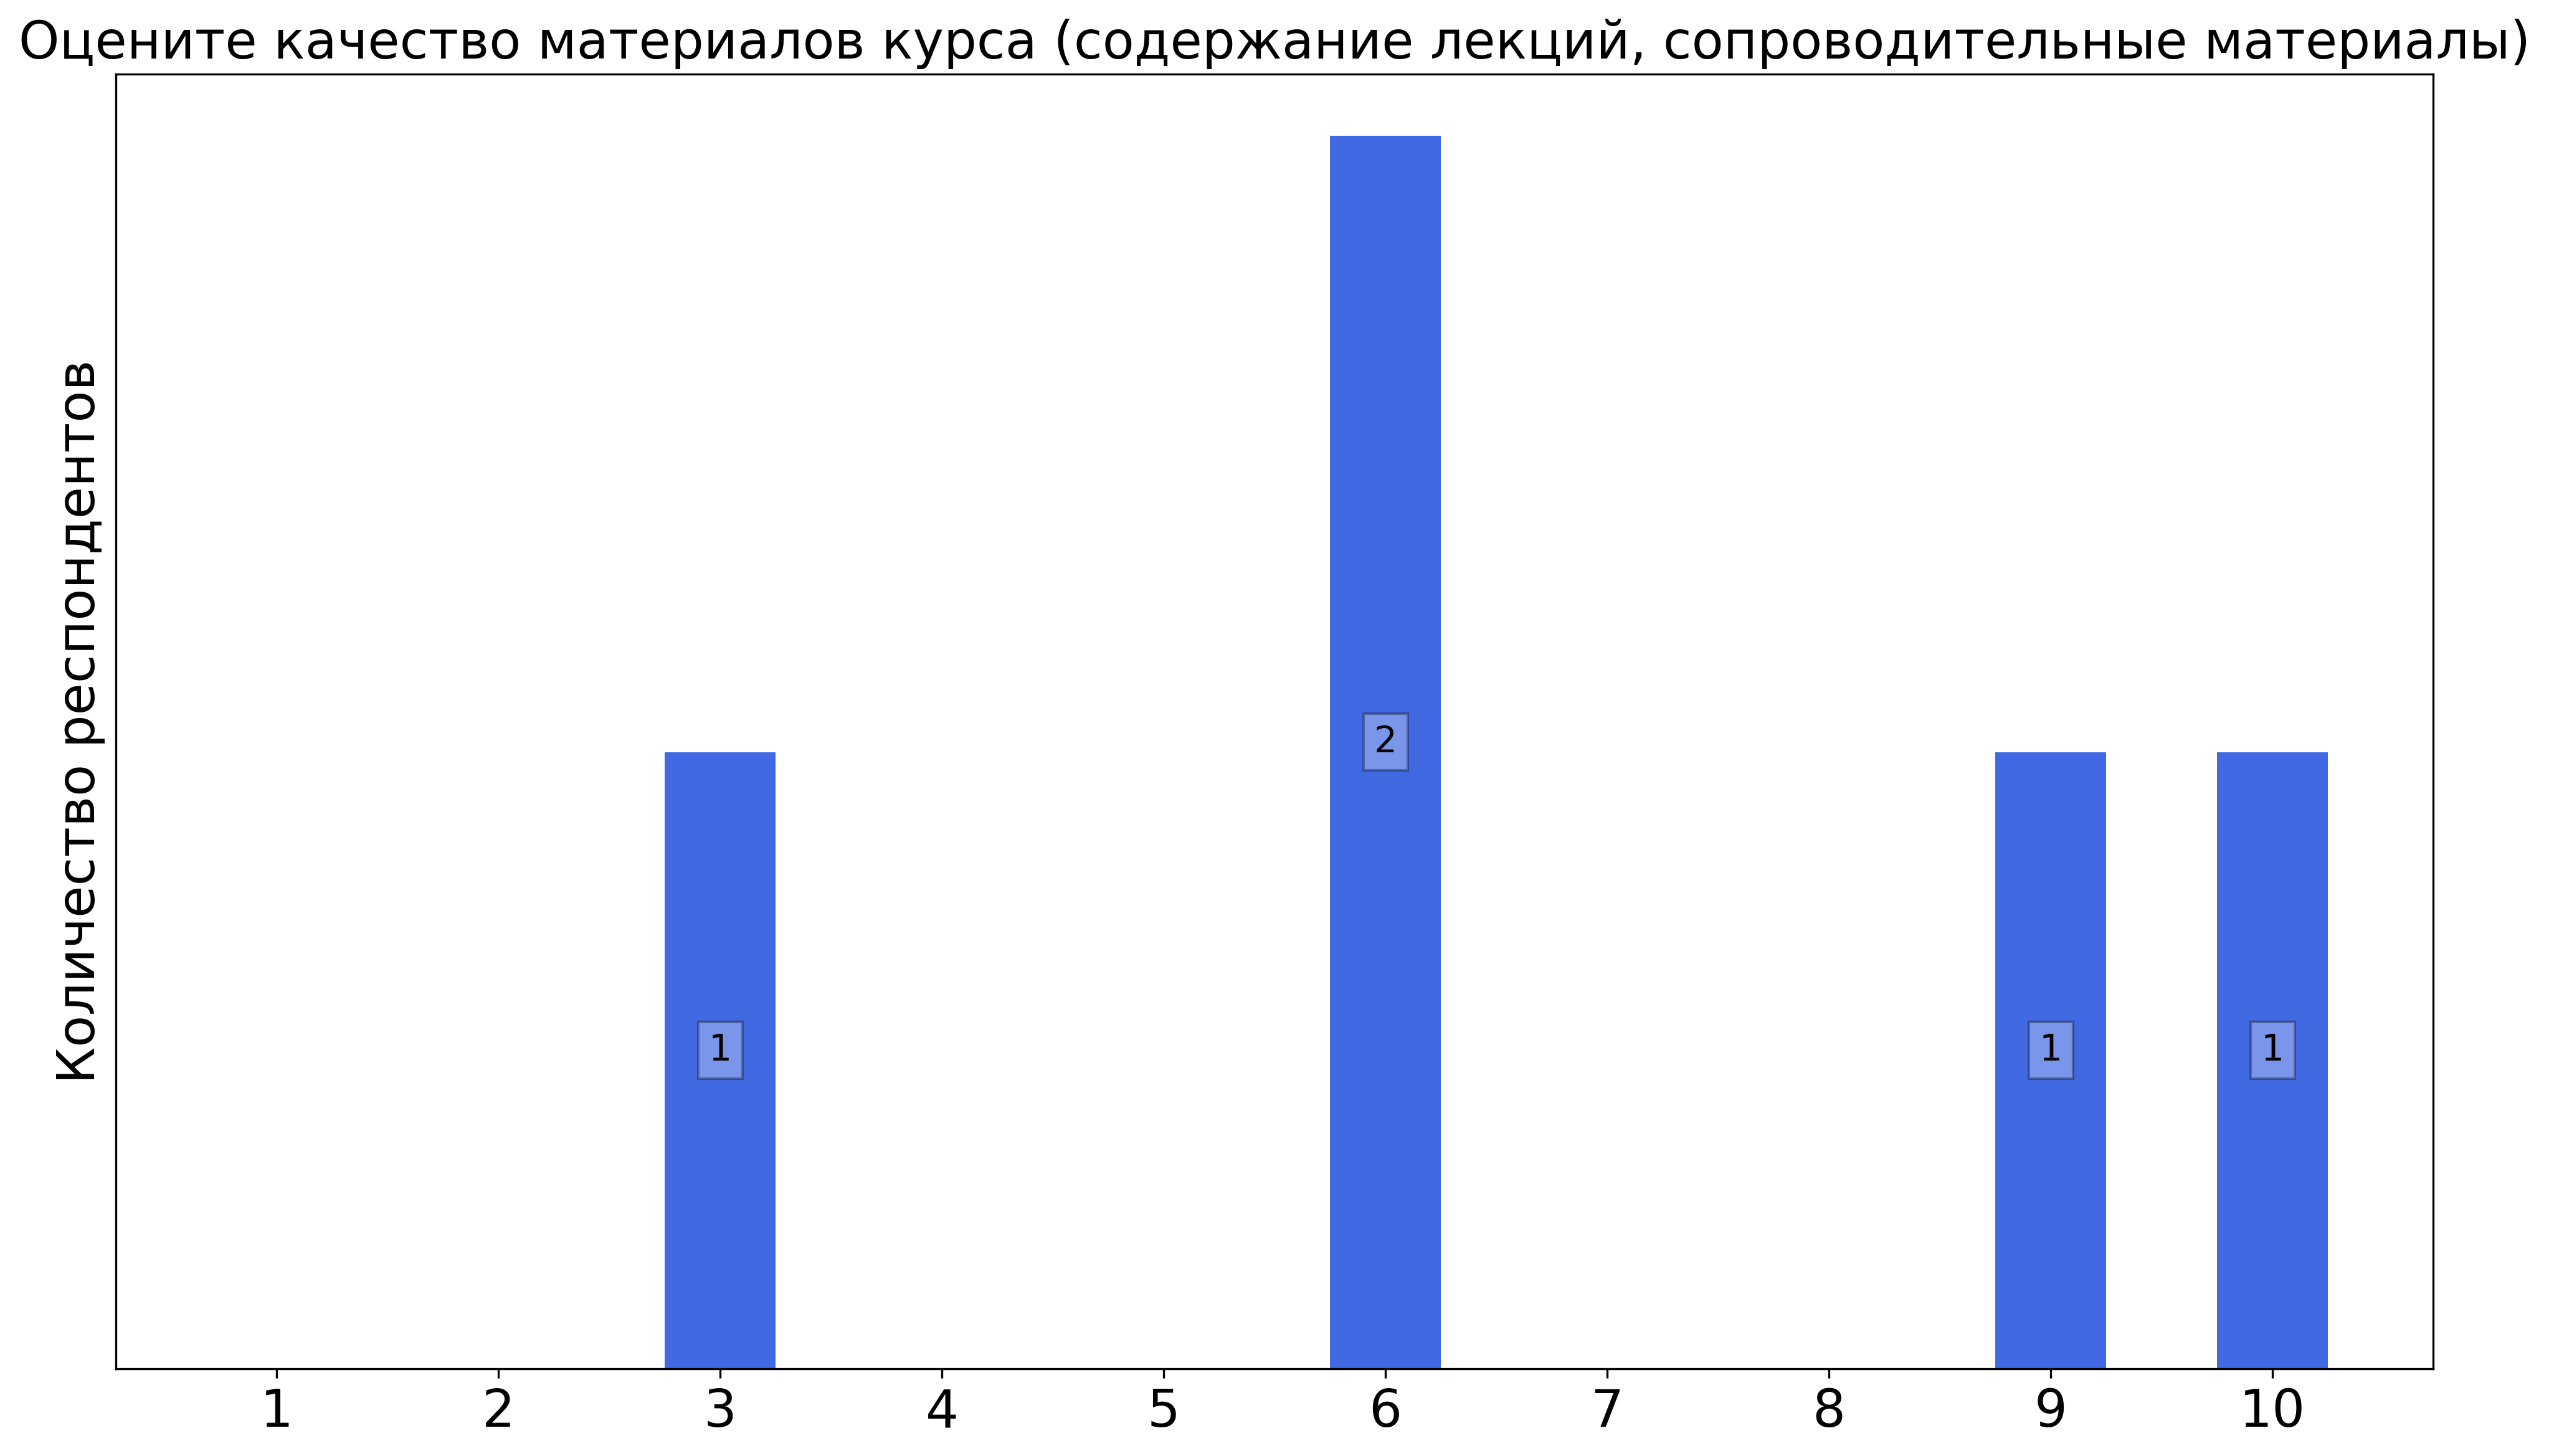 Оцените качество материалов курса (содержание лекций, сопроводительные материалы)
Количество респондентов
2
1
1
1
1 2 3 4 5 6 7 8 9 10